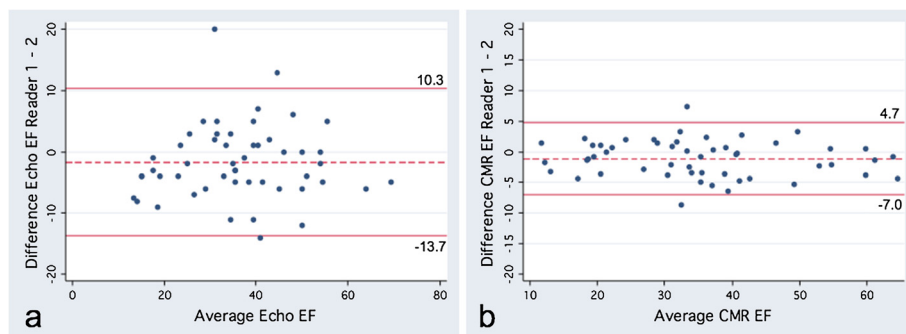 Difference Echo EF Reader 1 - 2
20
10
0
-10
-20
10.3
-13.7
0 20 40 60 80
Average Echo EF
a
Difference CMR EF Reader 1 - 2
20
15
10
5
0
-5
-10
-15
-20
4.7
-7.0
10 20 30 40 50 60
Average CMR EF
b